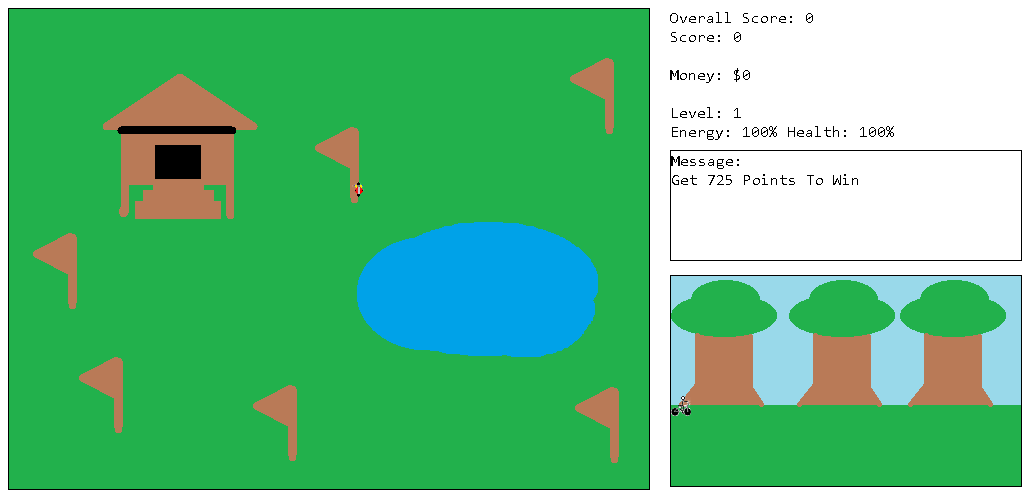 Overall Score: 0
Score: 0
Money: $0
Level: 1
Energy: 100% Health: 100%
Message:
Get 725 Points To Win